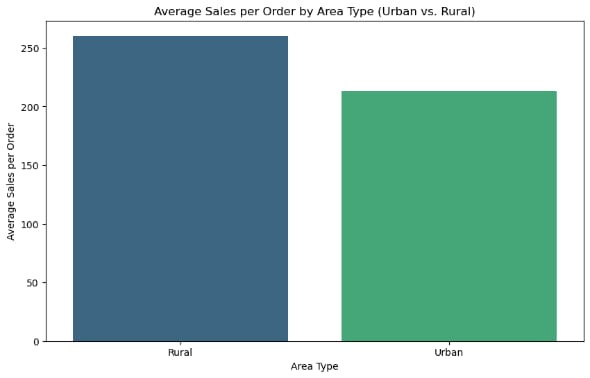 Average Sales per Order by Area Type (Urban vs. Rural)
250
200
150
100
50
0
Average Sales per Order
Rural
Urban
Area Type